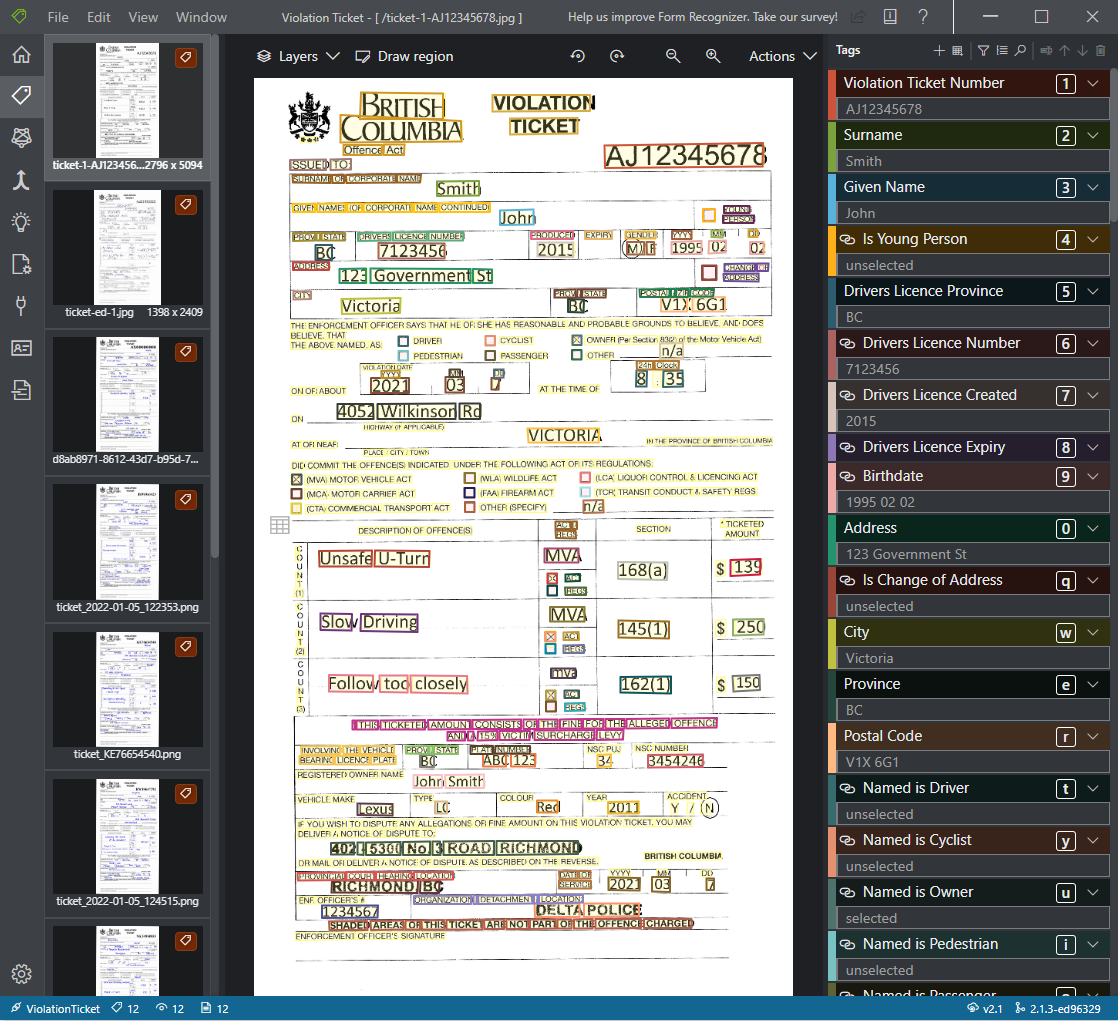 File Edit View Window
Violation Ticket - [ /ticket-1-AJ12345678.jpg ]
Help us improve Form Recognizer. Take our survey!
Layers Draw region Actions
Tags
ticket-1-AJ123456...2796 x 5094
ticket-ed-1.jpg 1398 x 2409
d8ab8971-8612-43d7-b95d-7...
ticket_2022-01-05_122353.png
ticket_KE76654540.png
ticket_2022-01-05_124515.png
BRITISH COLUMBIA
VIOLATION TICKET
Offence Act
ISSUED TO:
AJ12345678
SURNAME OR CORPORATE NAME
Smith
GIVEN NAMES (OR CORPORATE NAME CONTINUED)
John
YOUNG PERSON
PROV / STATE DRIVERS LICENCE NUMBER PRODUCED EXPIRY GENDER YYYY MM DD
BC 7123456 2015 M F 1995 02 02
ADDRESS
123 Government St
CHANGE OF ADDRESS
CITY PROV / STATE POSTAL / ZIP CODE
Victoria BC V1X 6G1
THE ENFORCEMENT OFFICER SAYS THAT HE OR SHE HAS REASONABLE AND PROBABLE GROUNDS TO BELIEVE, AND DOES
BELIEVE, THAT
THE ABOVE NAMED, AS: DRIVER CYCLIST OWNER (Per Section 83(2) of the Motor Vehicle Act)
PEDESTRIAN PASSENGER OTHER n/a
VIOLATION DATE
YYYY MM DD 24h Clock
ON OR ABOUT 2021 03 7 AT THE TIME OF 8 : 35
ON 4052 Wilkinson Rd
HIGHWAY (IF APPLICABLE)
AT OR NEAR: VICTORIA IN THE PROVINCE OF BRITISH COLUMBIA
PLACE / CITY / TOWN
DID COMMIT THE OFFENCE(S) INDICATED UNDER THE FOLLOWING ACT OR ITS REGULATIONS:
(MVA) MOTOR VEHICLE ACT (WLA) WILDLIFE ACT (LCA) LIQUOR CONTROL & LICENCING ACT
(MCA) MOTOR CARRIER ACT (FAA) FIREARM ACT (TCR) TRANSIT CONDUCT & SAFETY REGS
(CTA) COMMERCIAL TRANSPORT ACT OTHER (SPECIFY) n/a
DESCRIPTION OF OFFENCE(S) ACT / REGS SECTION * TICKETED AMOUNT
COUNT (1) Unsafe U-Turn MVA ACT REGS 168(a) $ 139
COUNT (2) Slow Driving MVA ACT REGS 145(1) $ 250
COUNT (3) Follow too closely mva ACT REGS 162(1) $ 150
* THIS TICKETED AMOUNT CONSISTS OF THE FINE FOR THE ALLEGED OFFENCE
AND A 15% VICTIM SURCHARGE LEVY
INVOLVING THE VEHICLE BEARING LICENCE PLATE PROV / STATE PLATE NUMBER NSC PUJ NSC NUMBER
BC ABC 123 34 3454246
REGISTERED OWNER NAME John Smith
VEHICLE MAKE TYPE COLOUR YEAR ACCIDENT
Lexus LC Red 2011 Y / N
IF YOU WISH TO DISPUTE ANY ALLEGATIONS OR FINE AMOUNT ON THIS VIOLATION TICKET, YOU MAY
DELIVER A NOTICE OF DISPUTE TO:
402 - 5300 No. 3 ROAD RICHMOND
OR MAIL OR DELIVER A NOTICE OF DISPUTE AS DESCRIBED ON THE REVERSE. BRITISH COLUMBIA
PROVINCIAL COURT HEARING LOCATION DATE OF SERVICE YYYY MM DD
RICHMOND, BC 2021 03 7
ENF. OFFICER'S # ORGANIZATION / DETACHMENT LOCATION:
1234567 DELTA POLICE
SHADED AREAS OF THIS TICKET ARE NOT PART OF THE OFFENCE CHARGED
ENFORCEMENT OFFICER'S SIGNATURE
Violation Ticket Number 1
AJ12345678
Surname 2
Smith
Given Name 3
John
Is Young Person 4
unselected
Drivers Licence Province 5
BC
Drivers Licence Number 6
7123456
Drivers Licence Created 7
2015
Drivers Licence Expiry 8
Birthdate 9
1995 02 02
Address 0
123 Government St
Is Change of Address q
unselected
City w
Victoria
Province e
BC
Postal Code r
V1X 6G1
Named is Driver t
unselected
Named is Cyclist y
unselected
Named is Owner u
selected
Named is Pedestrian i
unselected
Named is Passenger
ViolationTicket 12 12 12
v2.1 2.1.3-ed96329